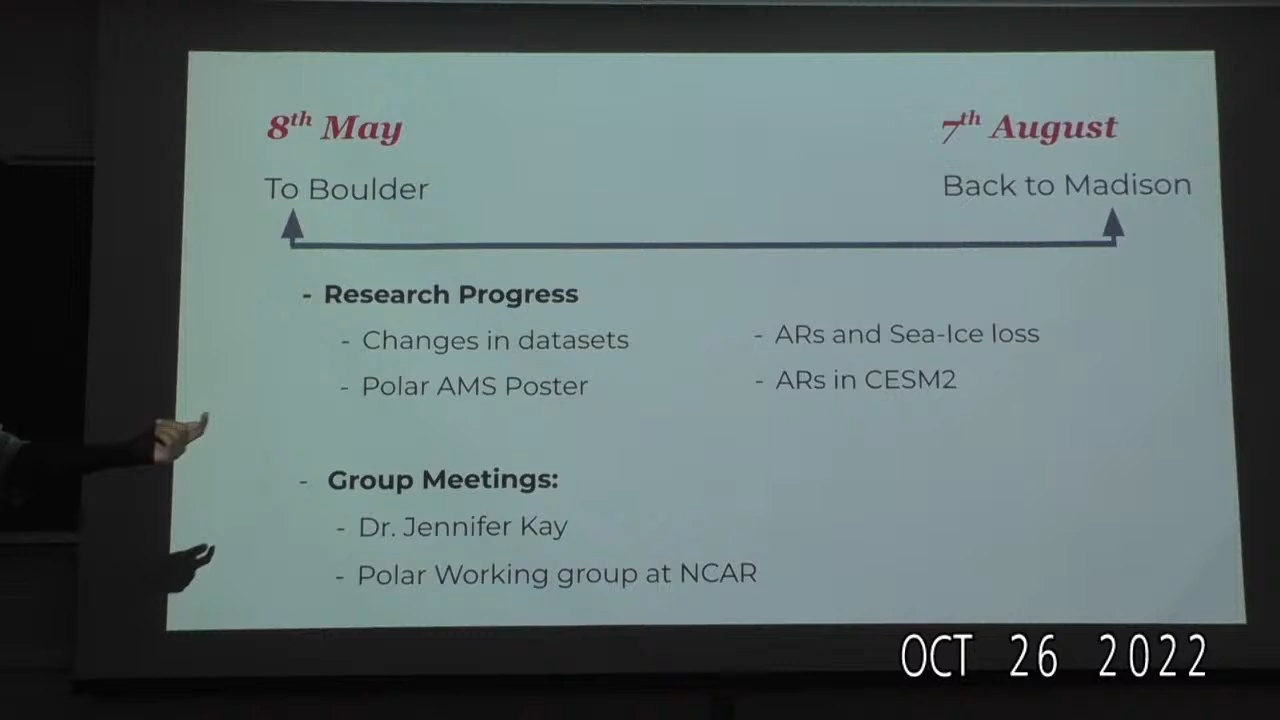 8th May
7th August
To Boulder
Back to Madison
- Research Progress
- Changes in datasets
- ARs and Sea-Ice loss
- Polar AMS Poster
- ARs in CESM2
- Group Meetings:
- Dr. Jennifer Kay
- Polar Working group at NCAR
OCT 26 2022